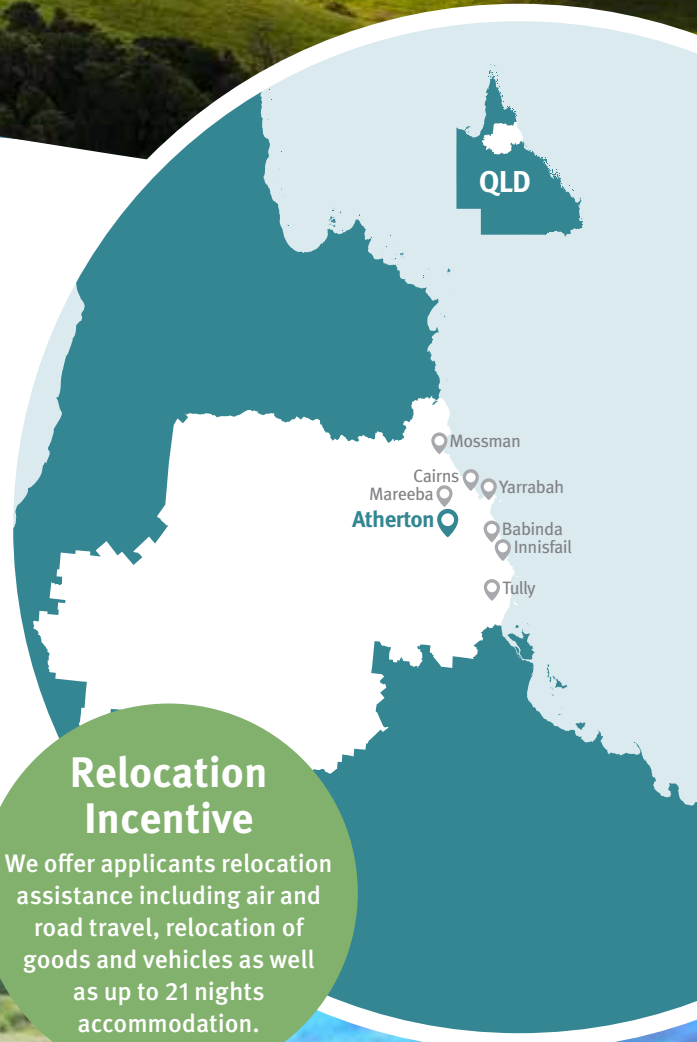 QLD
Mossman
Cairns
Yarrabah
Mareeba
Atherton
Babinda
Innisfail
Tully
Relocation
Incentive
We offer applicants relocation
assistance including air and
road travel, relocation of
goods and vehicles as well
as up to 21 nights
accommodation.